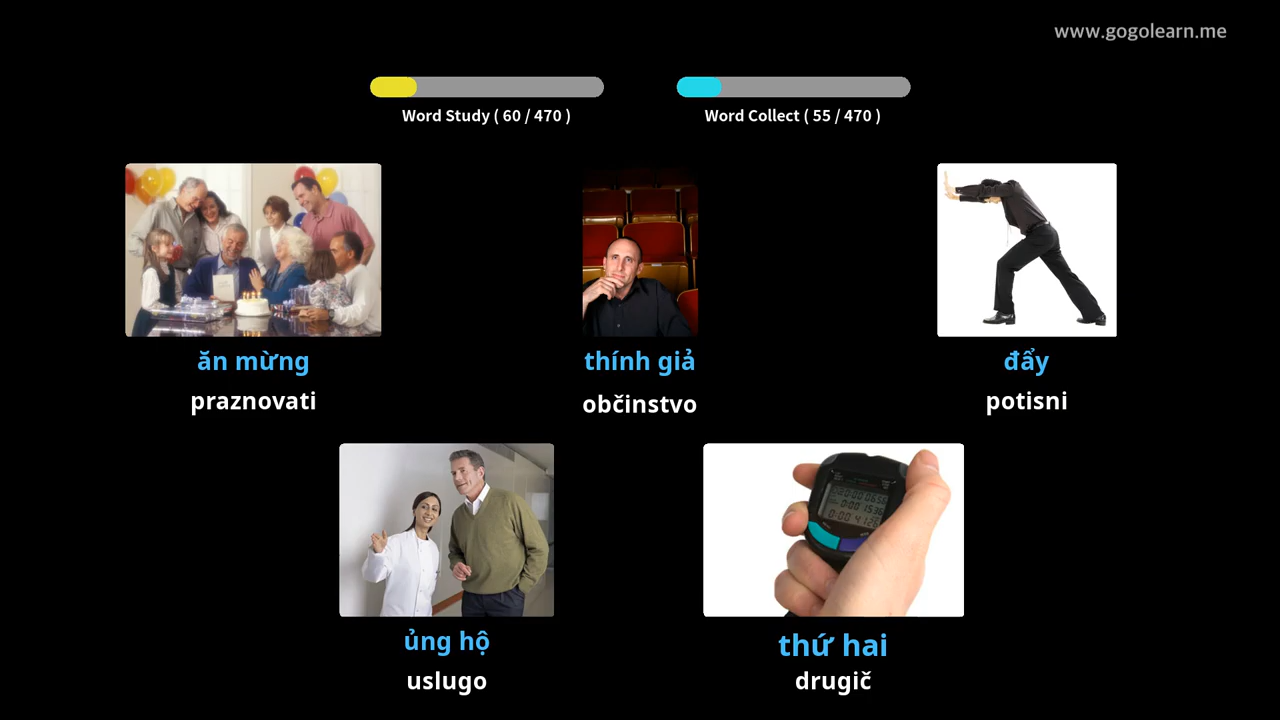 www.gogolearn.me
Word Study ( 60 / 470 )
Word Collect ( 55 / 470 )
ăn mừng
praznovati
thính giả
občinstvo
đẩy
potisni
ủng hộ
uslugo
thứ hai
drugič